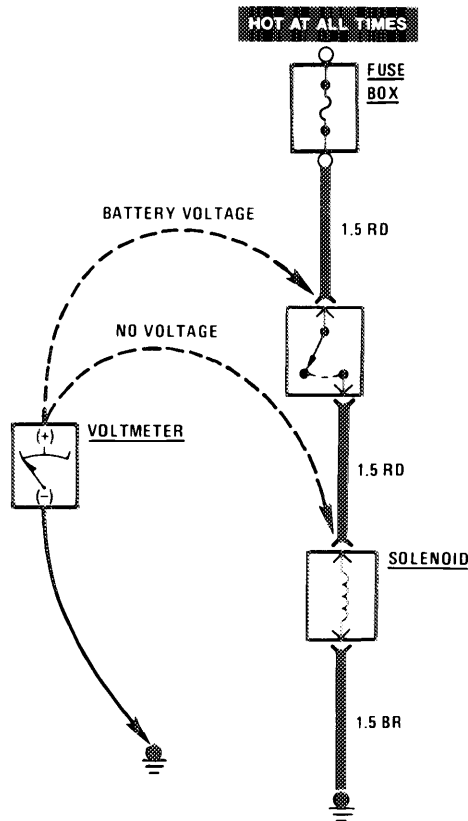 HOT AT ALL TIMES
FUSE
BOX
BATTERY VOLTAGE
1.5 RD
NO VOLTAGE
VOLTMETER
(+)
(–)
1.5 RD
SOLENOID
1.5 BR